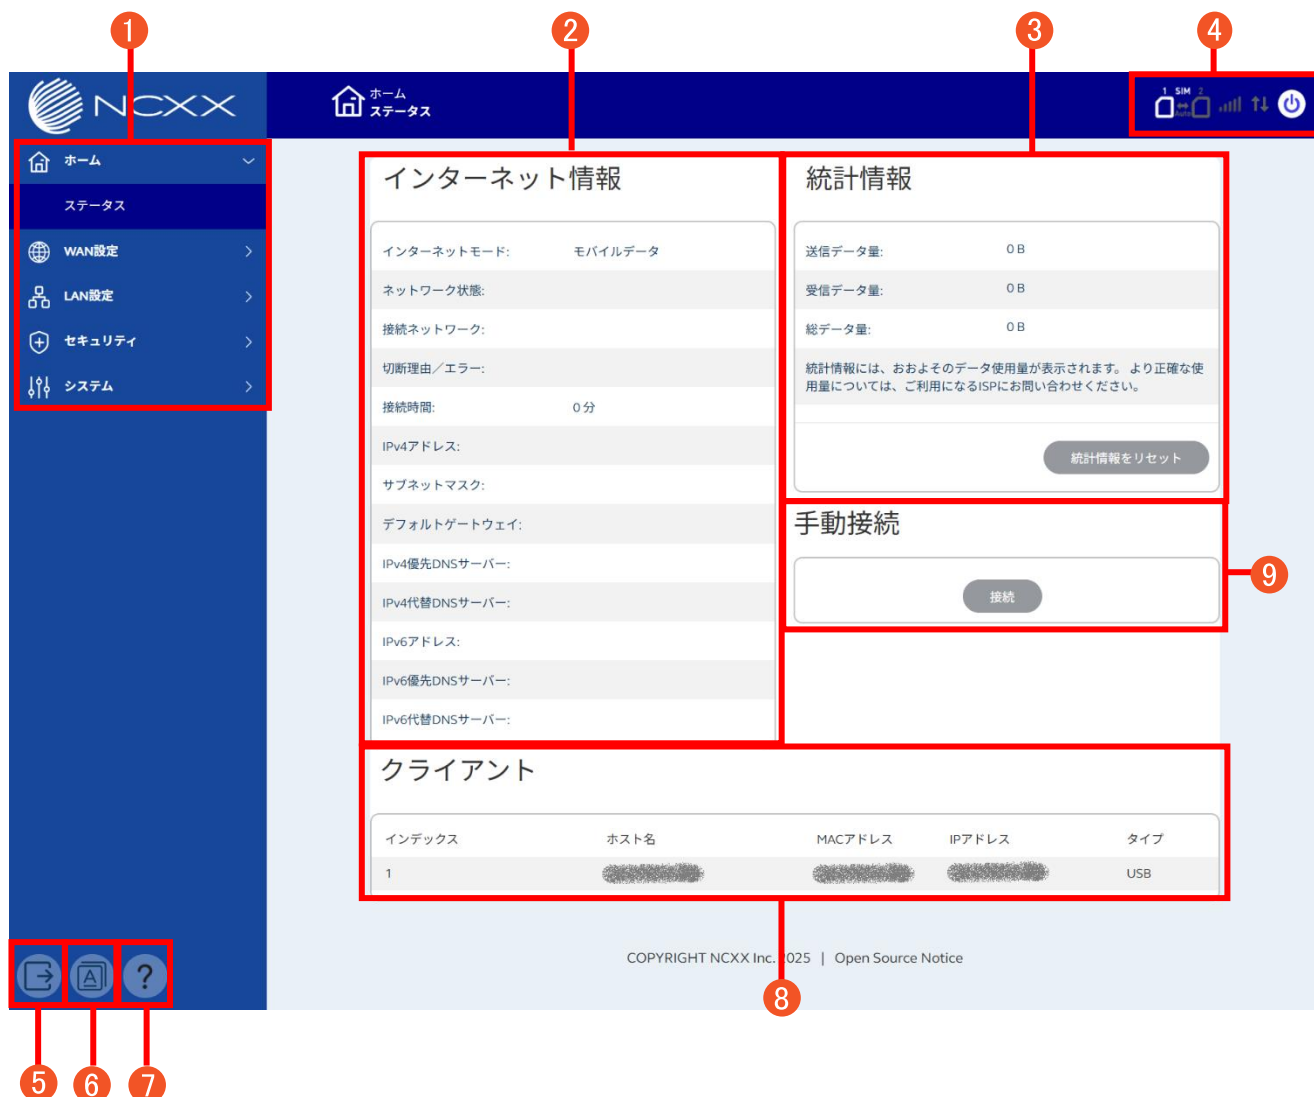 1
2
3
4
NCXX
ホーム
ステータス
1 SIM 2
Auto
ホーム
ステータス
WAN設定
LAN設定
セキュリティ
システム
インターネット情報
インターネットモード: モバイルデータ
ネットワーク状態:
接続ネットワーク:
切断理由／エラー:
接続時間: 0 分
IPv4アドレス:
サブネットマスク:
デフォルトゲートウェイ:
IPv4優先DNSサーバー:
IPv4代替DNSサーバー:
IPv6アドレス:
IPv6優先DNSサーバー:
IPv6代替DNSサーバー:
統計情報
送信データ量: 0 B
受信データ量: 0 B
総データ量: 0 B
統計情報には、おおよそのデータ使用量が表示されます。 より正確な使
用量については、ご利用になるISPにお問い合わせください。
統計情報をリセット
手動接続
接続
9
クライアント
インデックス ホスト名 MACアドレス IPアドレス タイプ
1 USB
A
?
COPYRIGHT NCXX Inc. 2025 | Open Source Notice
8
5
6
7